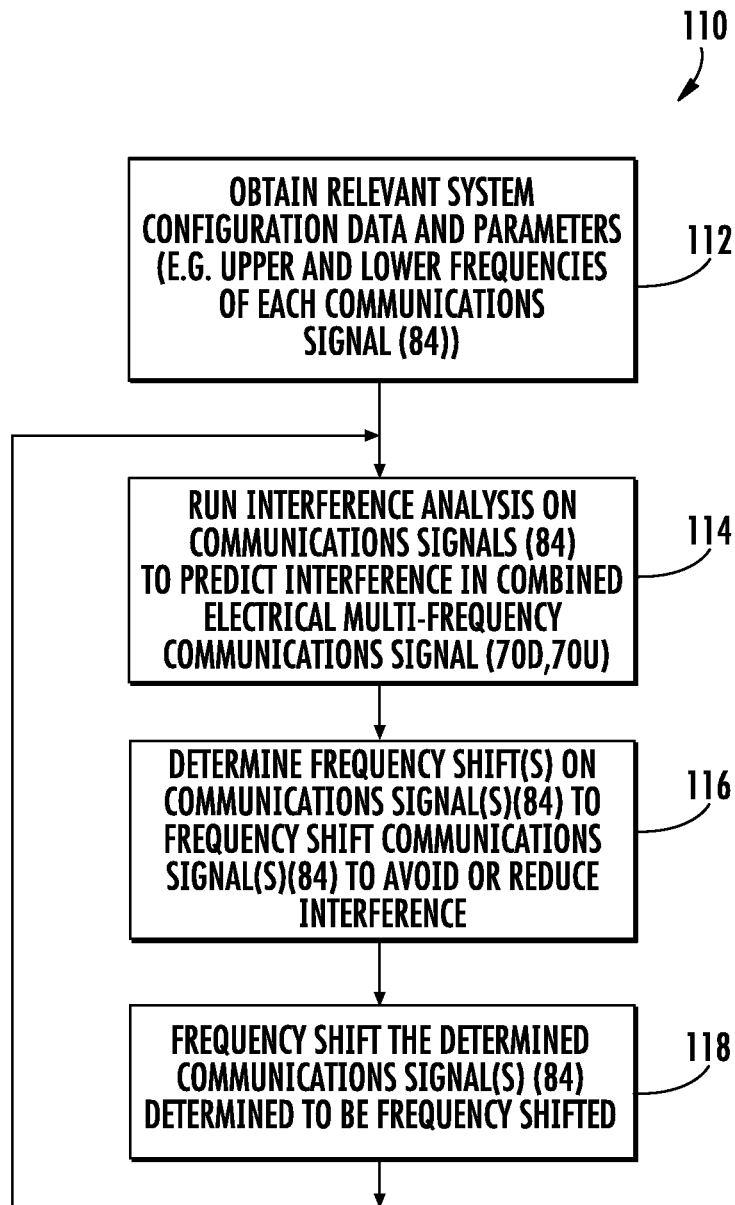 110
OBTAIN RELEVANT SYSTEM
CONFIGURATION DATA AND PARAMETERS
(E.G. UPPER AND LOWER FREQUENCIES
OF EACH COMMUNICATIONS
SIGNAL (84))
112
RUN INTERFERENCE ANALYSIS ON
COMMUNICATIONS SIGNALS (84)
TO PREDICT INTERFERENCE IN COMBINED
ELECTRICAL MULTI-FREQUENCY
COMMUNICATIONS SIGNAL (70D,70U)
114
DETERMINE FREQUENCY SHIFT(S) ON
COMMUNICATIONS SIGNAL(S)(84) TO
FREQUENCY SHIFT COMMUNICATIONS
SIGNAL(S)(84) TO AVOID OR REDUCE
INTERFERENCE
116
FREQUENCY SHIFT THE DETERMINED
COMMUNICATIONS SIGNAL(S) (84)
DETERMINED TO BE FREQUENCY SHIFTED
118